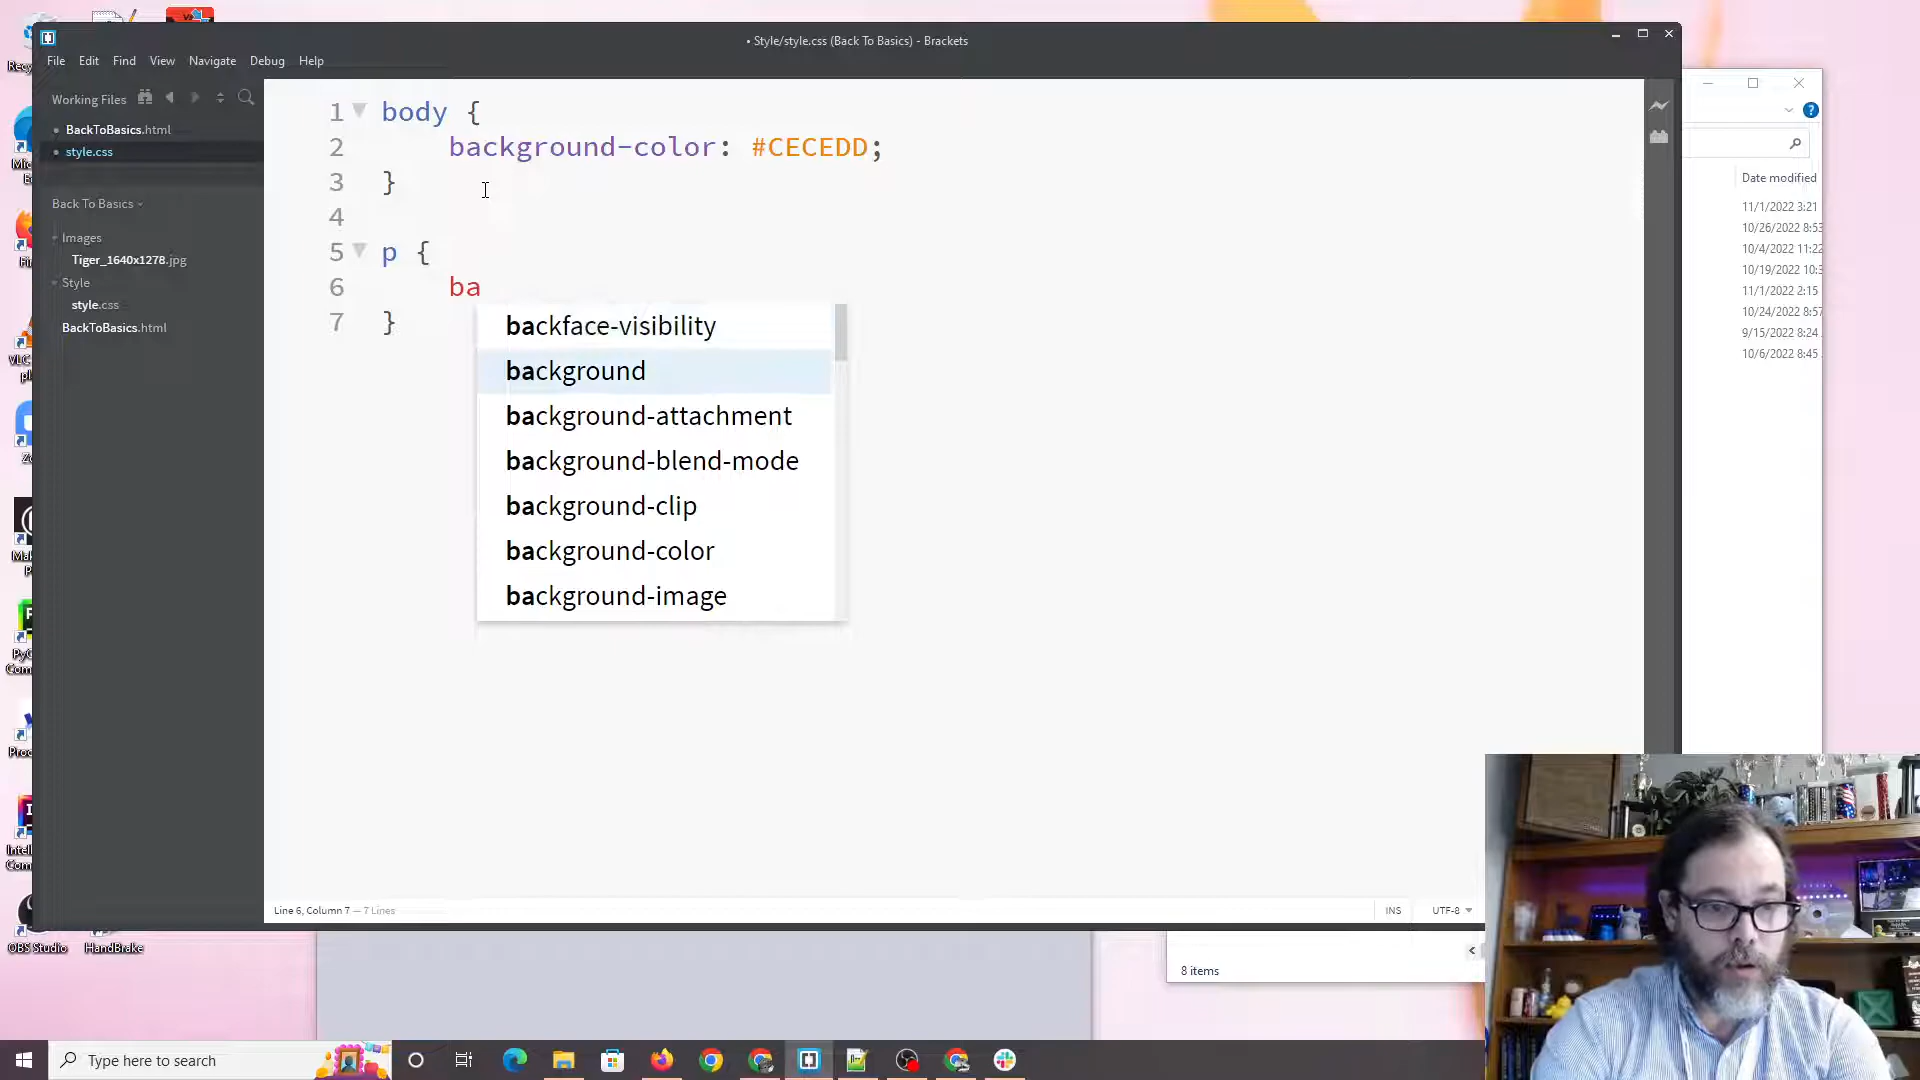 • Style/style.css (Back To Basics) - Brackets
File Edit Find View Navigate Debug Help
Working Files
BackToBasics.html
style.css
Back To Basics
Images
Tiger_1640x1278.jpg
Style
style.css
BackToBasics.html
1 body {
2 background-color: #CECEDD;
3 }
4
5 p {
6 ba
7 }
backface-visibility
background
background-attachment
background-blend-mode
background-clip
background-color
background-image
Line 6, Column 7 — 7 Lines
INS UTF-8
Date modified
11/1/2022 3:21
10/26/2022 8:53
10/4/2022 11:22
10/19/2022 10:3
11/1/2022 2:15
10/24/2022 8:57
9/15/2022 8:24
10/6/2022 8:45
8 items
OBS Studio
HandBrake
Type here to search